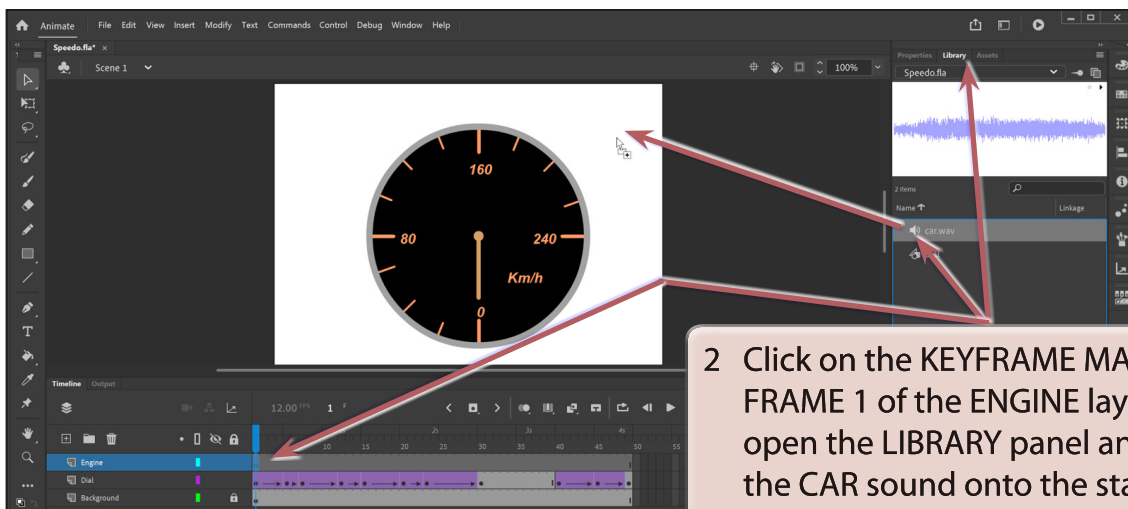 Animate File Edit View Insert Modify Text Commands Control Debug Window Help
Speedo.fla* ×
Scene 1
100%
Properties Library Assets
Speedo.fla
160
80
240
Km/h
0
2 items
Name
Linkage
car.wav
Timeline Output
12.00 FPS 1 F
2s 3s 4s
10 15 20 25 30 35 40 45 50 55
Engine
Dial
Background
2 Click on the KEYFRAME MA
FRAME 1 of the ENGINE lay
open the LIBRARY panel an
the CAR sound onto the sta